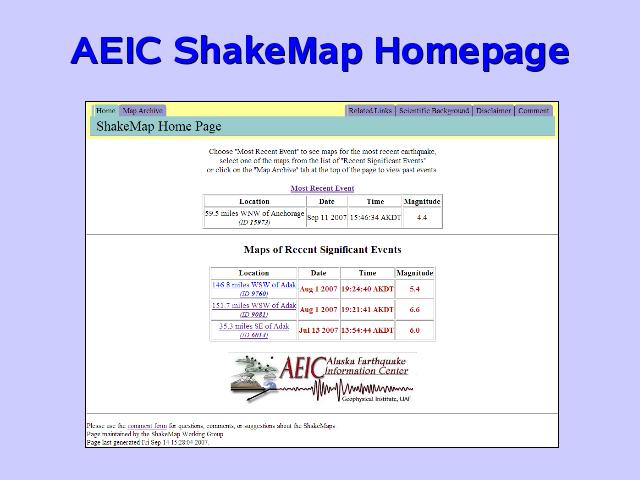 AEIC ShakeMap Homepage
Home Map Archive Related Links Scientific Background Disclaimer Comment
ShakeMap Home Page
Choose "Most Recent Event" to see maps for the most recent earthquake,
select one of the maps from the list of "Recent Significant Events"
or click on the "Map Archive" tab at the top of the page to view past events
Most Recent Event
Location Date Time Magnitude
59.5 miles WNW of Anchorage
(ID 15973) Sep 11 2007 15:46:34 AKDT 4.4
Maps of Recent Significant Events
Location Date Time Magnitude
146.8 miles WSW of Adak
(ID 9760) Aug 1 2007 19:24:40 AKDT 5.4
151.7 miles WSW of Adak
(ID 9081) Aug 1 2007 19:21:41 AKDT 6.6
35.3 miles SE of Adak
(ID 6014) Jul 13 2007 13:54:44 AKDT 6.0
AEIC Alaska Earthquake
Information Center
Geophysical Institute, UAF
Please use the comment form for questions, comments, or suggestions about the ShakeMaps
Page maintained by the ShakeMap Working Group
Page last generated Fri Sep 14 15:28:04 2007.